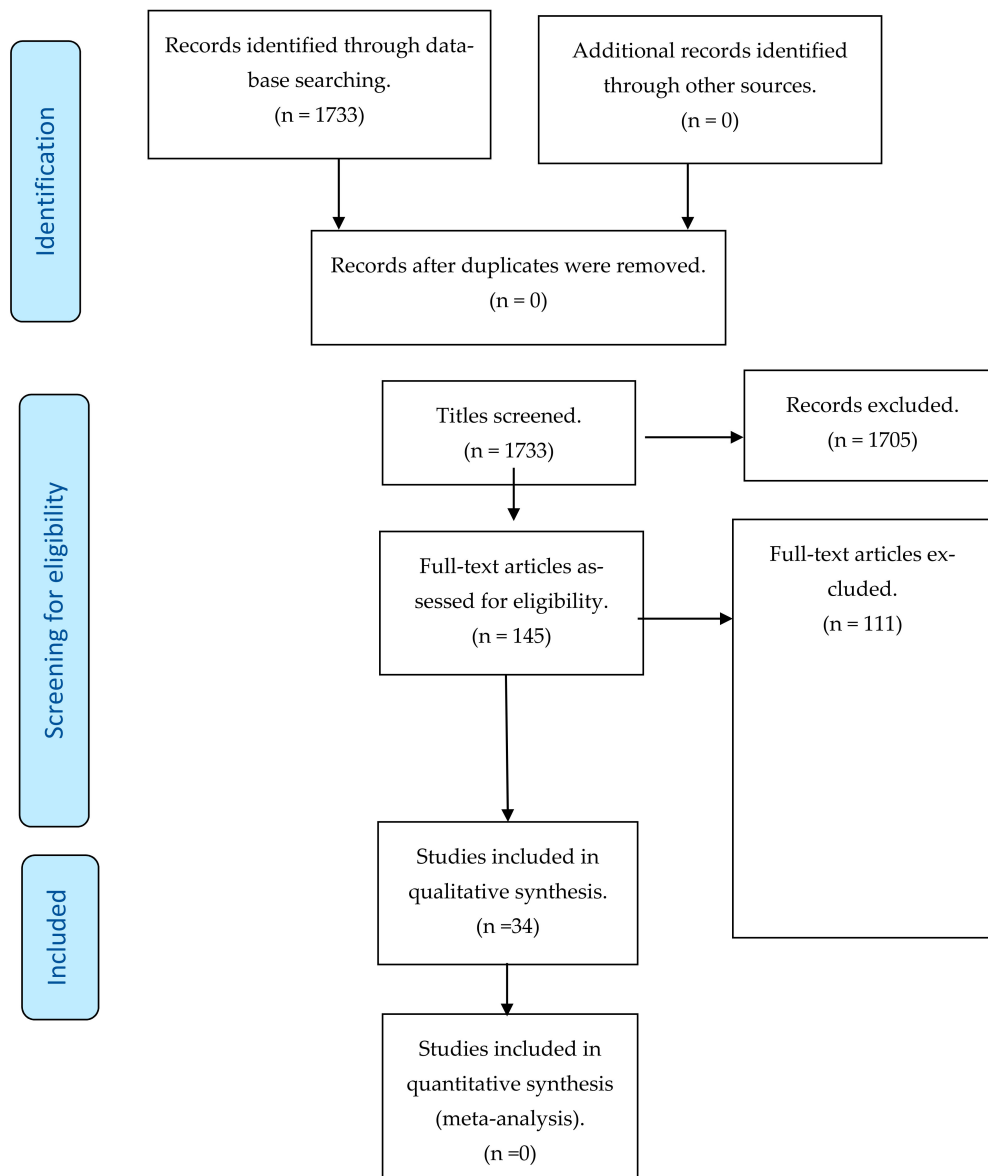 Identification
Records identified through data-
base searching.
(n = 1733)
Additional records identified
through other sources.
(n = 0)
Records after duplicates were removed.
(n = 0)
Screening for eligibility
Titles screened.
(n = 1733)
Records excluded.
(n = 1705)
Full-text articles as-
sessed for eligibility.
(n = 145)
Full-text articles ex-
cluded.
(n = 111)
Included
Studies included in
qualitative synthesis.
(n =34)
Studies included in
quantitative synthesis
(meta-analysis).
(n =0)